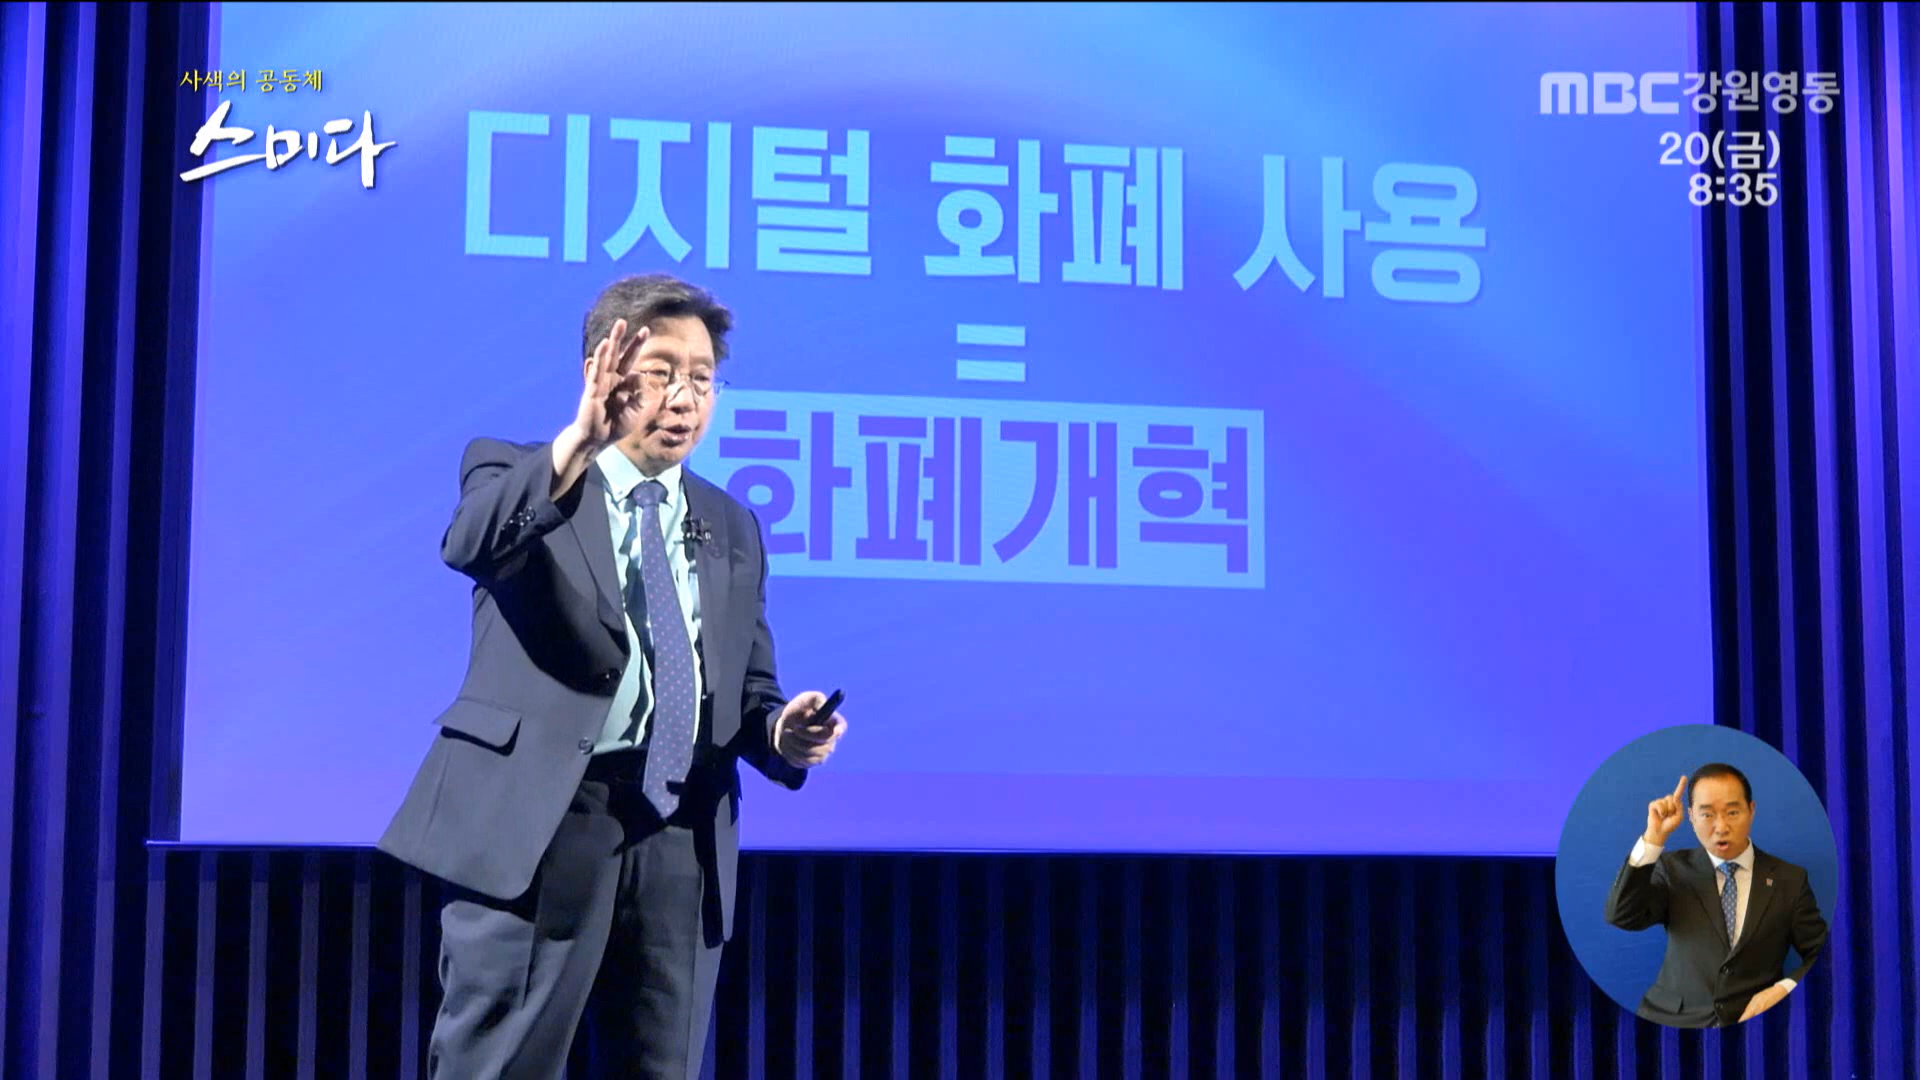 사색의 공동체
스미다
MBC강원영동
20(금)
8:35
디지털 화폐 사용
=
화폐개혁